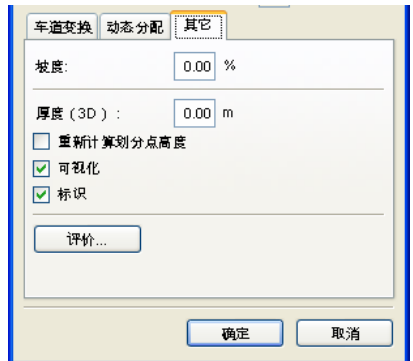 车道变换 动态分配 其它
坡度: 0.00 %
厚度(3D): 0.00 m
重新计算划分点高度
可视化
标识
评价...
确定 取消